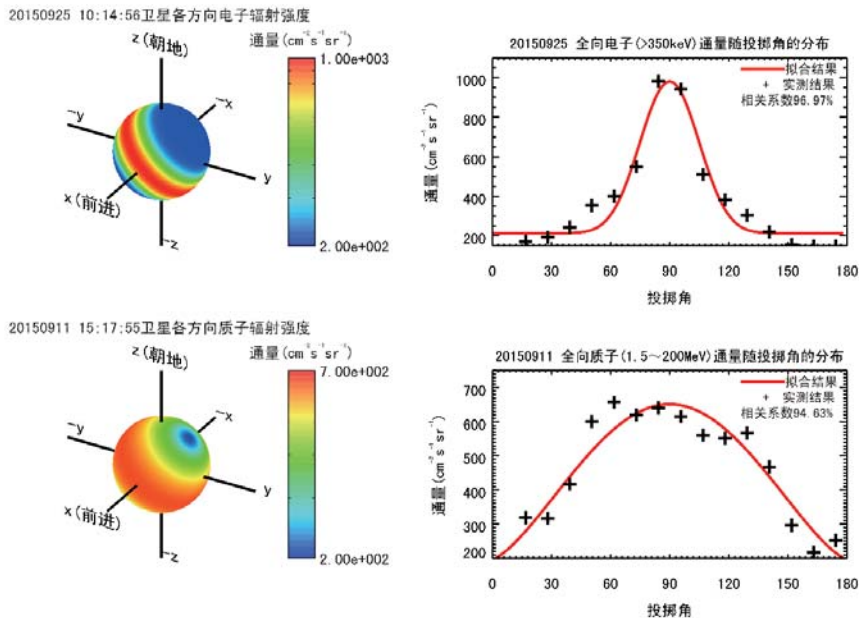 20150925 10:14:56卫星各方向电子辐射强度
z(朝地)
通量(cm⁻²s⁻¹sr⁻¹)
1.00e+003
-x
-y
y
x(前进)
-z
2.00e+002
20150925 全向电子(>350keV)通量随投掷角的分布
拟合结果
+ 实测结果
相关系数96.97%
通量(cm⁻²s⁻¹sr⁻¹)
1000
800
600
400
200
0 30 60 90 120 150 180
投掷角
20150911 15:17:55卫星各方向质子辐射强度
z(朝地)
通量(cm⁻²s⁻¹sr⁻¹)
7.00e+002
-x
-y
y
x(前进)
-z
2.00e+002
20150911 全向质子(1.5~200MeV)通量随投掷角的分布
拟合结果
+ 实测结果
相关系数94.63%
通量(cm⁻²s⁻¹sr⁻¹)
700
600
500
400
300
200
0 30 60 90 120 150 180
投掷角